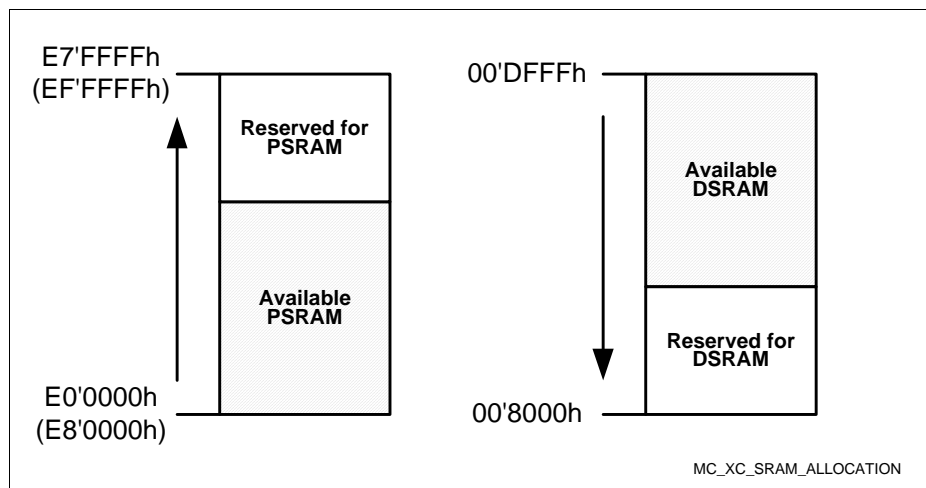 E7'FFFFh
(EF'FFFFh)
Reserved for
PSRAM
Available
PSRAM
E0'0000h
(E8'0000h)
00'DFFFh
Available
DSRAM
Reserved for
DSRAM
00'8000h
MC_XC_SRAM_ALLOCATION